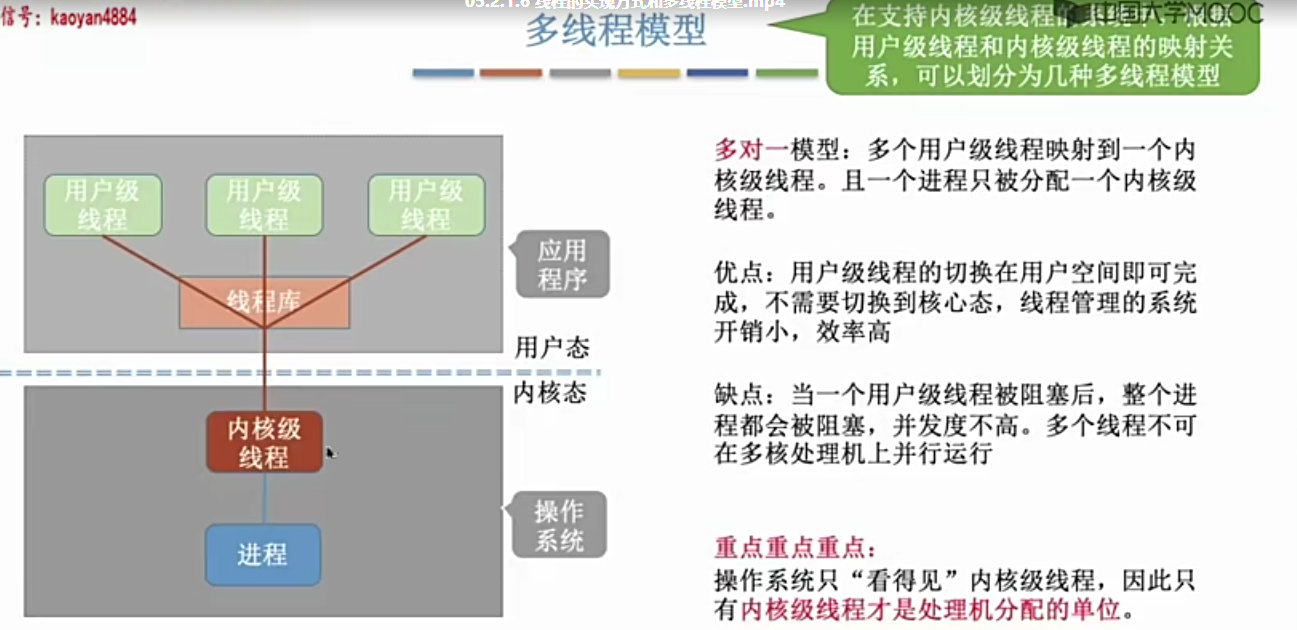 05.2.1.6 线程的实现方式和多线程模型.mp4
信号：kaoyan4884
中国大学MOOC
多线程模型
在支持内核级线程
用户级线程和内核级线程的映射关
系，可以划分为几种多线程模型
用户级
线程
用户级
线程
用户级
线程
线程库
应用
程序
用户态
内核态
内核级
线程
进程
操作
系统
多对一模型：多个用户级线程映射到一个内
核级线程。且一个进程只被分配一个内核级
线程。
优点：用户级线程的切换在用户空间即可完
成，不需要切换到核心态，线程管理的系统
开销小，效率高
缺点：当一个用户级线程被阻塞后，整个进
程都会被阻塞，并发度不高。多个线程不可
在多核处理机上并行运行
重点重点重点：
操作系统只“看得见”内核级线程，因此只
有内核级线程才是处理机分配的单位。